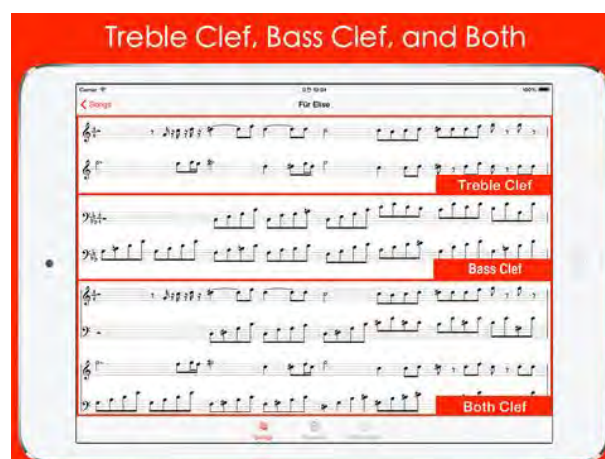 Treble Clef, Bass Clef, and Both
Carrier
100%
Songs
Für Elise
Treble Clef
Bass Clef
Both Clef
Songs